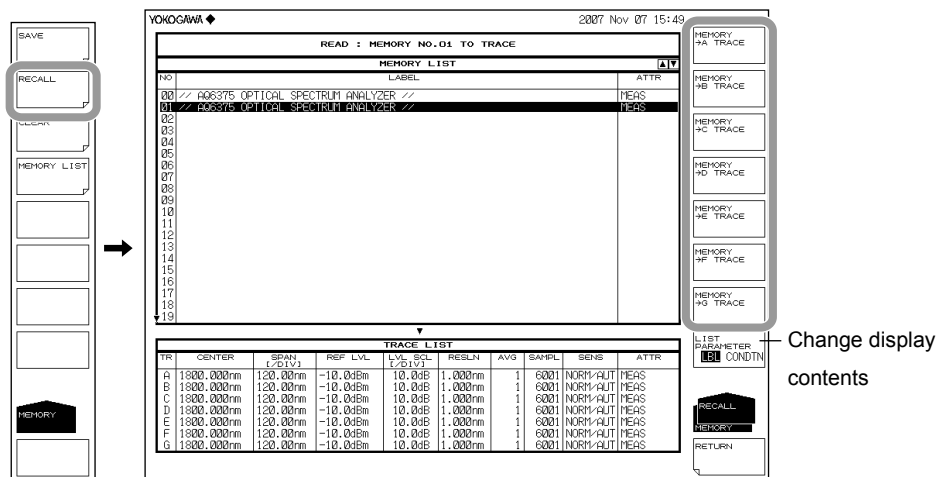 SAVE
RECALL
CLEAR
MEMORY LIST
MEMORY
YOKOGAWA ◆
2007 Nov 07 15:49
READ : MEMORY NO.01 TO TRACE
MEMORY LIST
NO LABEL ATTR
00 // AQ6375 OPTICAL SPECTRUM ANALYZER // MEAS
01 // AQ6375 OPTICAL SPECTRUM ANALYZER // MEAS
02
03
04
05
06
07
08
09
10
11
12
13
14
15
16
17
18
19
TRACE LIST
TR CENTER SPAN [/DIV] REF LVL LVL SCL [/DIV] RESLN AVG SAMPL SENS ATTR
A 1800.000nm 120.00nm -10.0dBm 10.0dB 1.000nm 1 6001 NORM/AUT MEAS
B 1800.000nm 120.00nm -10.0dBm 10.0dB 1.000nm 1 6001 NORM/AUT MEAS
C 1800.000nm 120.00nm -10.0dBm 10.0dB 1.000nm 1 6001 NORM/AUT MEAS
D 1800.000nm 120.00nm -10.0dBm 10.0dB 1.000nm 1 6001 NORM/AUT MEAS
E 1800.000nm 120.00nm -10.0dBm 10.0dB 1.000nm 1 6001 NORM/AUT MEAS
F 1800.000nm 120.00nm -10.0dBm 10.0dB 1.000nm 1 6001 NORM/AUT MEAS
G 1800.000nm 120.00nm -10.0dBm 10.0dB 1.000nm 1 6001 NORM/AUT MEAS
MEMORY
→A TRACE
MEMORY
→B TRACE
MEMORY
→C TRACE
MEMORY
→D TRACE
MEMORY
→E TRACE
MEMORY
→F TRACE
MEMORY
→G TRACE
LIST
PARAMETER
LBL CONDTN
RECALL
MEMORY
RETURN
Change display
contents